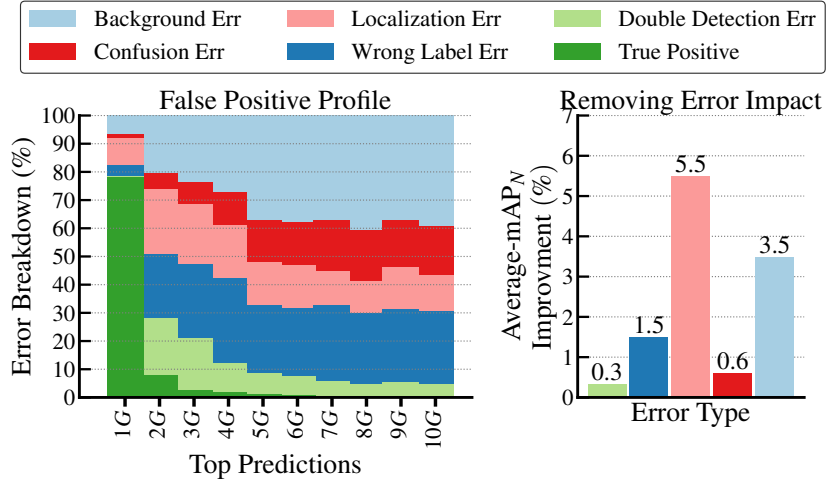 Background Err
Localization Err
Double Detection Err
Confusion Err
Wrong Label Err
True Positive
False Positive Profile
Error Breakdown (%)
100
90
80
70
60
50
40
30
20
10
0
1G
2G
3G
4G
5G
6G
7G
8G
9G
10G
Top Predictions
Removing Error Impact
Average-mAP_N
Improvment (%)
7
6
5
4
3
2
1
0
0.3
1.5
5.5
0.6
3.5
Error Type